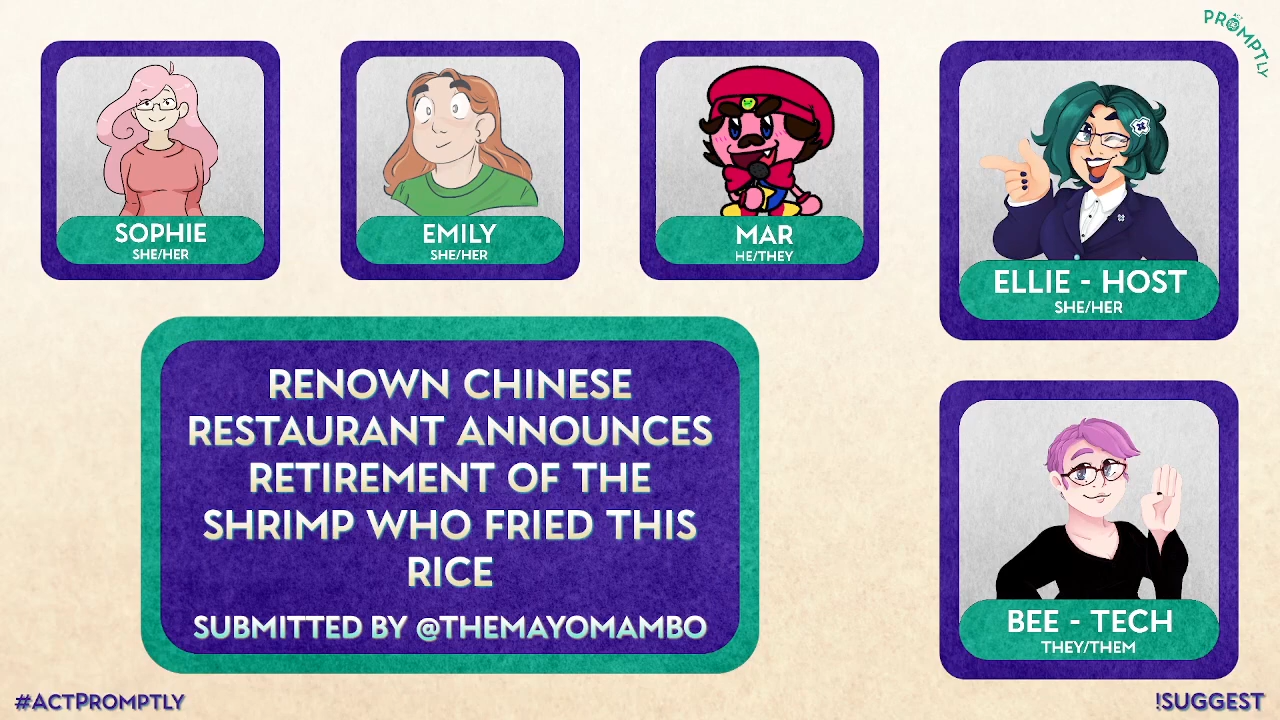 ACT
PROMPTLY
SOPHIE
SHE/HER
EMILY
SHE/HER
MAR
HE/THEY
ELLIE - HOST
SHE/HER
RENOWN CHINESE
RESTAURANT ANNOUNCES
RETIREMENT OF THE
SHRIMP WHO FRIED THIS
RICE
SUBMITTED BY @THEMAYOMAMBO
BEE - TECH
THEY/THEM
#ACTPROMPTLY
!SUGGEST